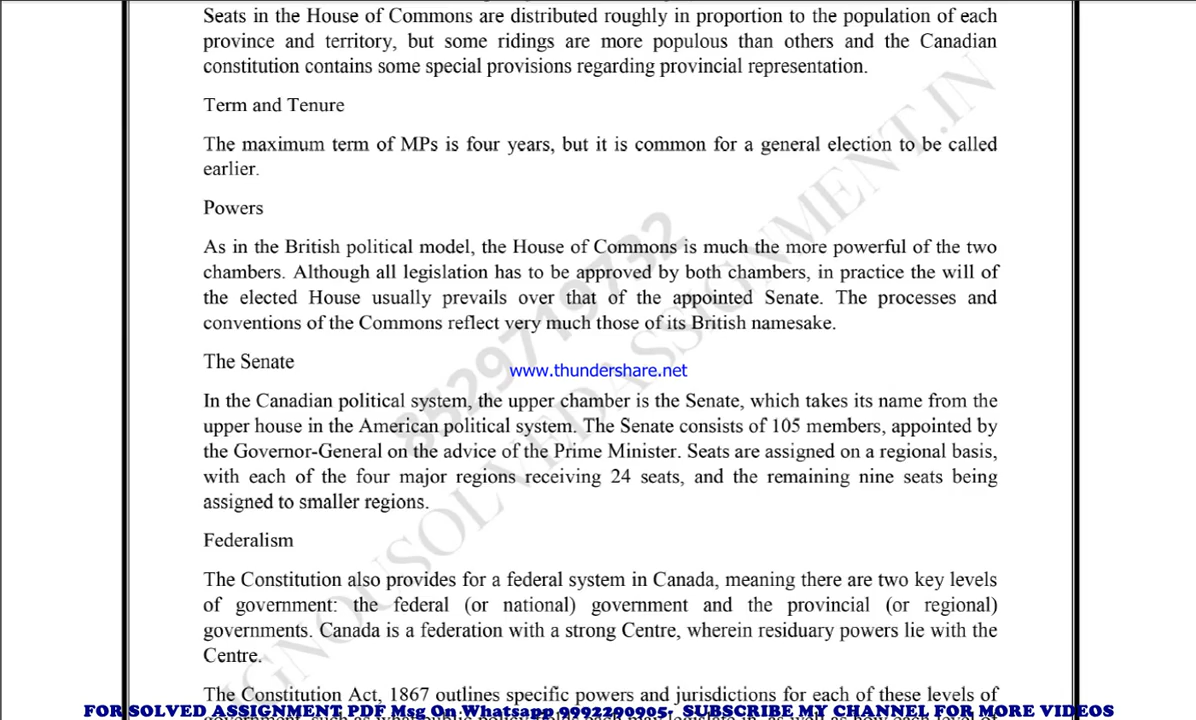 Seats in the House of Commons are distributed roughly in proportion to the population of each
province and territory, but some ridings are more populous than others and the Canadian
constitution contains some special provisions regarding provincial representation.
Term and Tenure
The maximum term of MPs is four years, but it is common for a general election to be called
earlier.
Powers
As in the British political model, the House of Commons is much the more powerful of the two
chambers. Although all legislation has to be approved by both chambers, in practice the will of
the elected House usually prevails over that of the appointed Senate. The processes and
conventions of the Commons reflect very much those of its British namesake.
The Senate
www.thundershare.net
In the Canadian political system, the upper chamber is the Senate, which takes its name from the
upper house in the American political system. The Senate consists of 105 members, appointed by
the Governor-General on the advice of the Prime Minister. Seats are assigned on a regional basis,
with each of the four major regions receiving 24 seats, and the remaining nine seats being
assigned to smaller regions.
Federalism
The Constitution also provides for a federal system in Canada, meaning there are two key levels
of government: the federal (or national) government and the provincial (or regional)
governments. Canada is a federation with a strong Centre, wherein residuary powers lie with the
Centre.
The Constitution Act, 1867 outlines specific powers and jurisdictions for each of these levels of
FOR SOLVED ASSIGNMENT PDF Msg On Whatsapp 9992290905- SUBSCRIBE MY CHANNEL FOR MORE VIDEOS
8529719732
IGNOUSOLVEDASSIGNMENT.IN